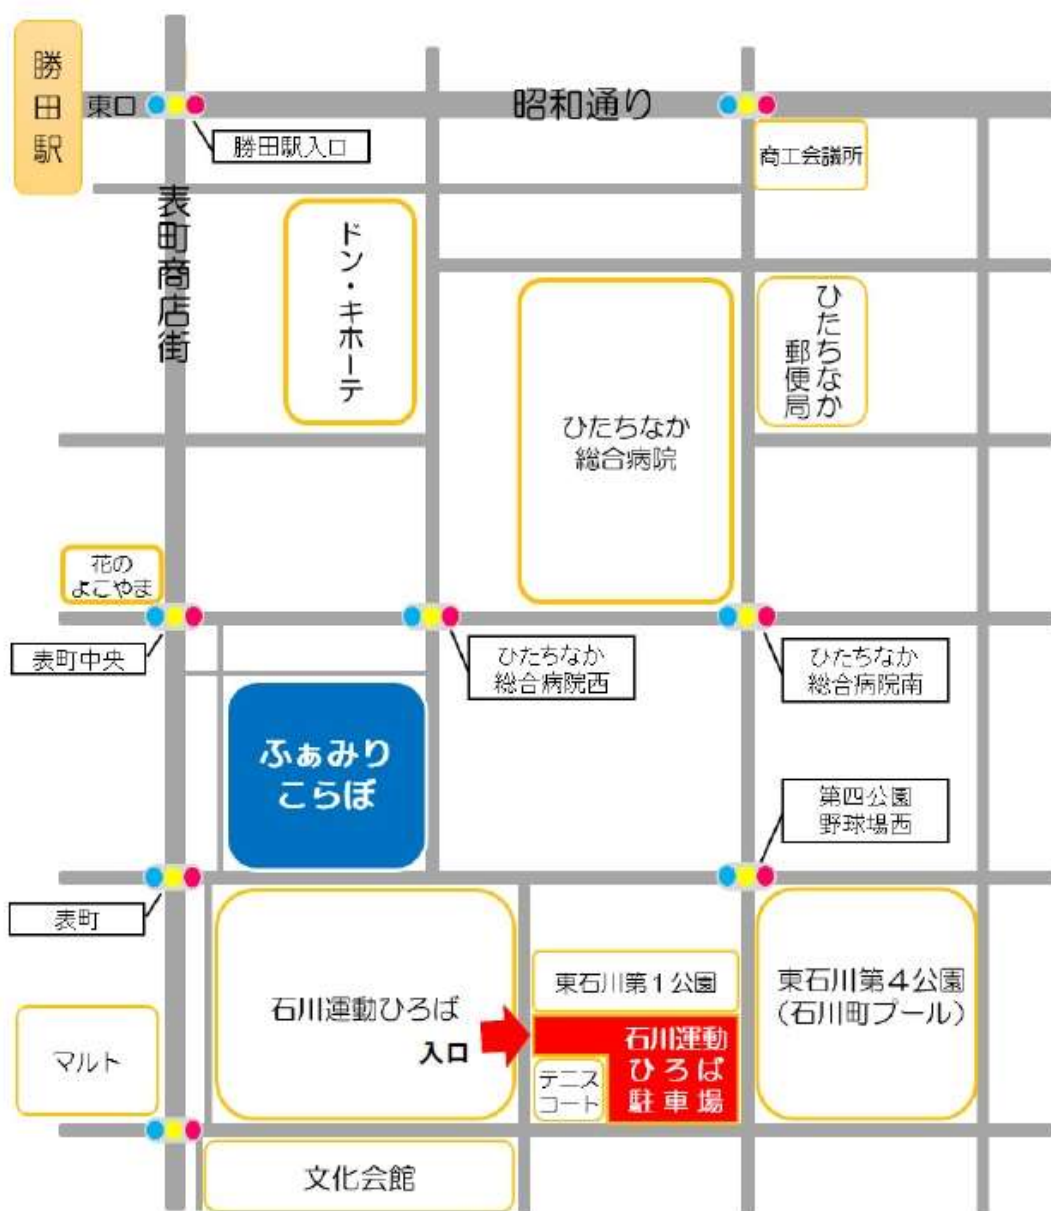 勝田駅
東口
昭和通り
勝田駅入口
商工会議所
表町商店街
ドン・キホーテ
ひたちなか
郵便局
ひたちなか
総合病院
花の
よこやま
表町中央
ひたちなか
総合病院西
ひたちなか
総合病院南
ふぁみり
こらぼ
第四公園
野球場西
表町
石川運動ひろば
入口
東石川第1公園
東石川第4公園
(石川町プール)
石川運動
ひろば
駐車場
テニス
コート
マルト
文化会館